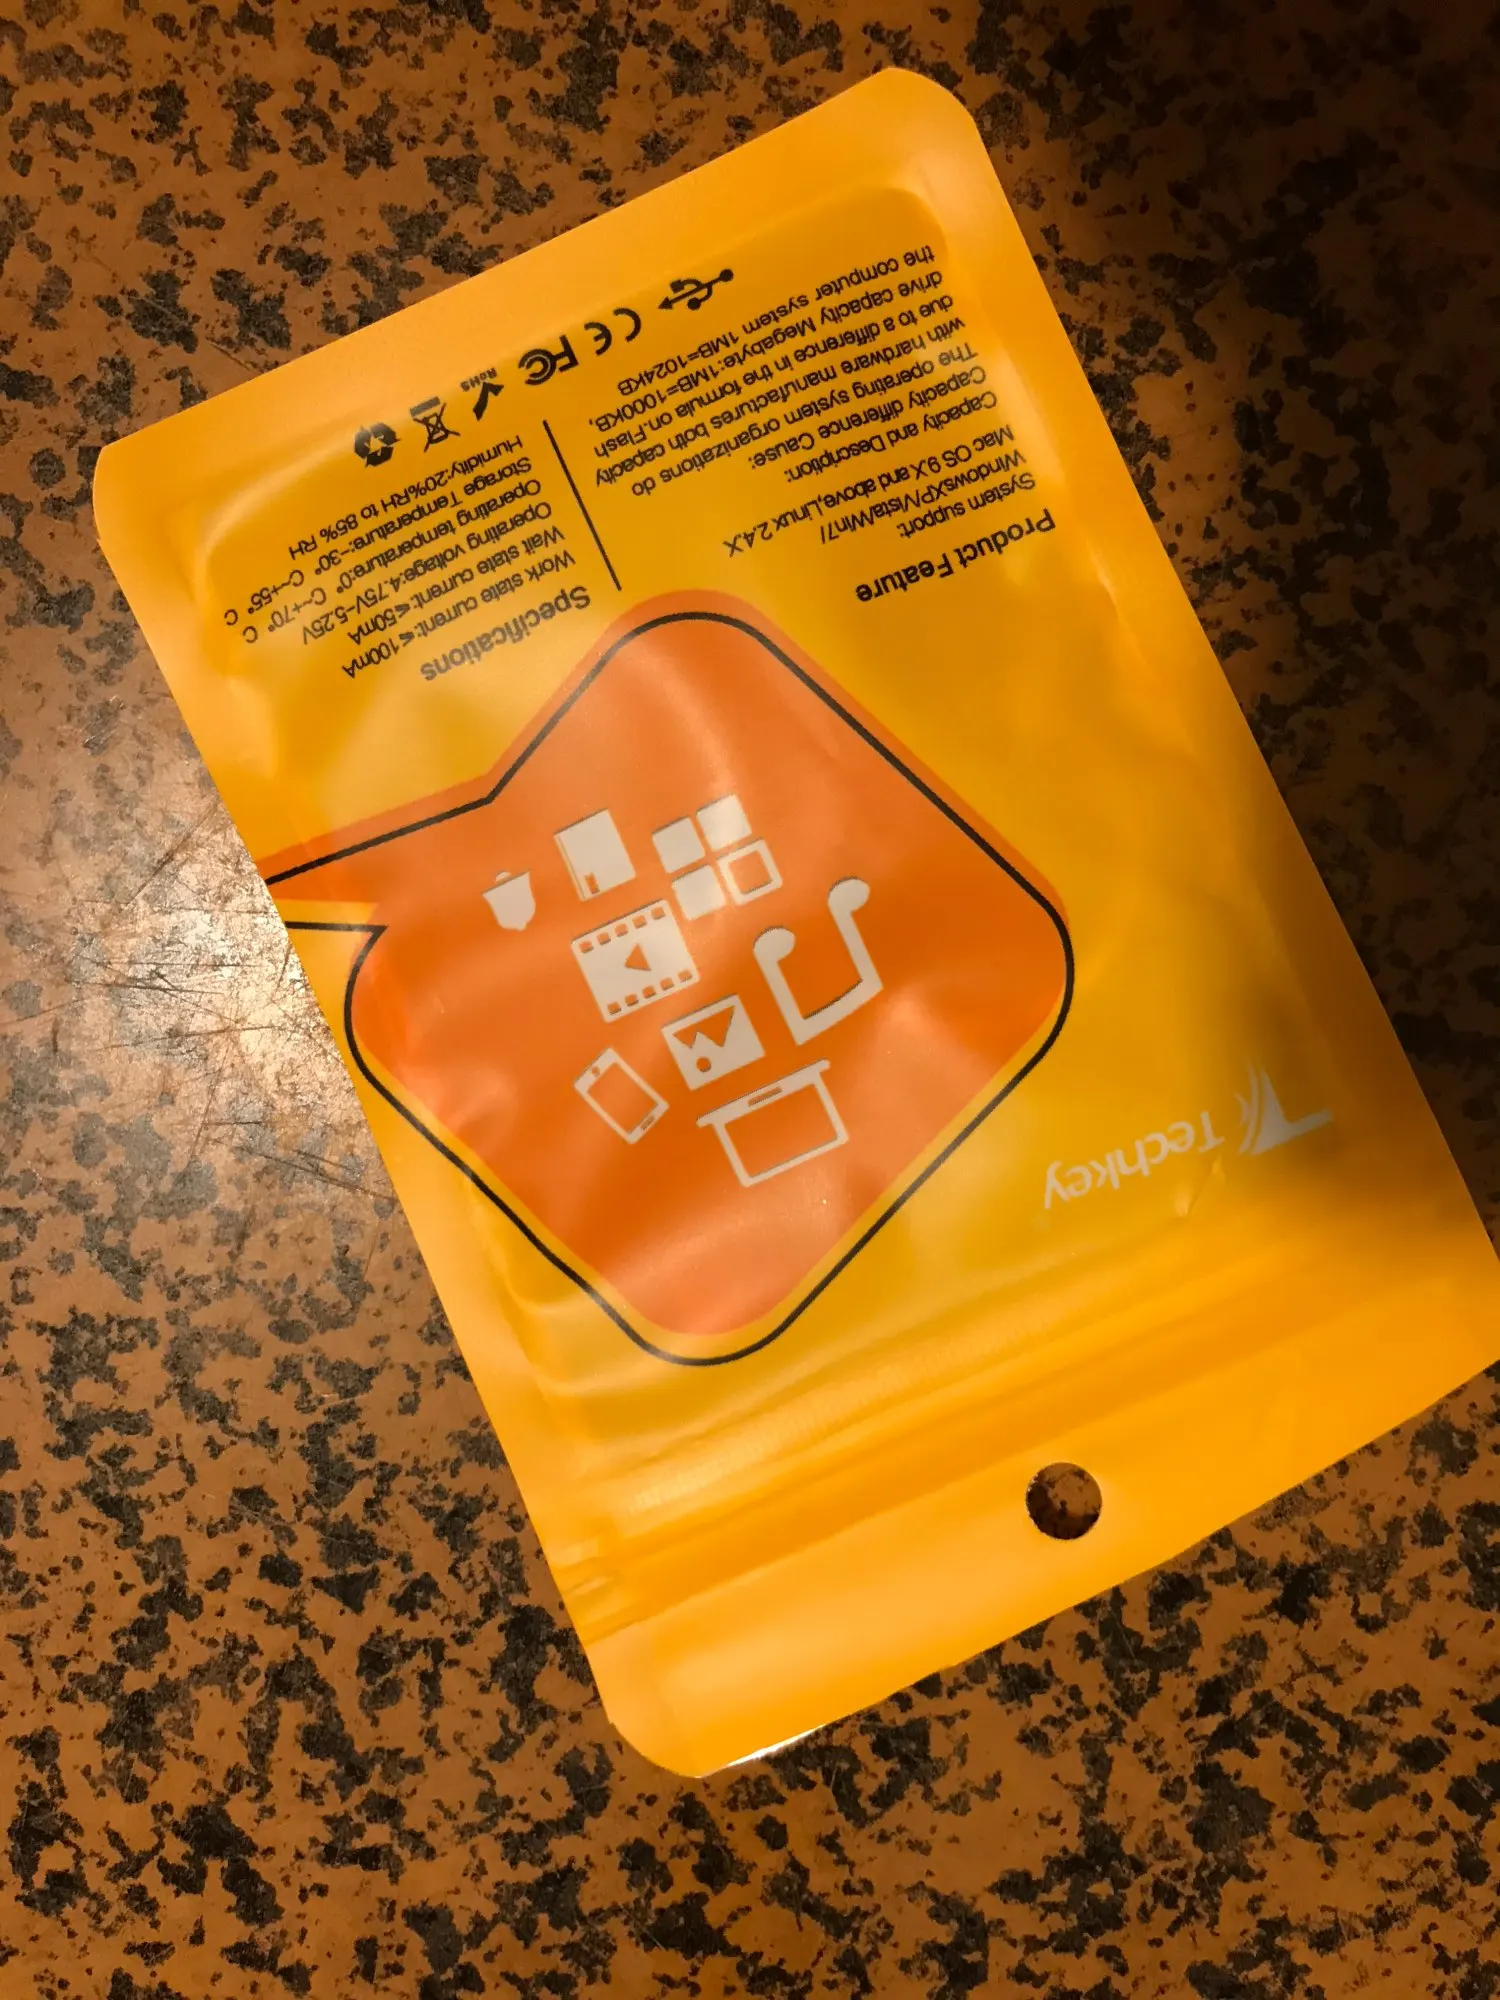 Techkey
Product Feature
System support:
WindowsXP/Vista/Win7/
Mac OS 9.X and above,Linux 2.4.X
Capacity and Description:
Capacity difference Cause:
The operating system organizations do
with hardware manufactures both capacity
due to a difference in the formula on.Flash
drive capacity Megabyte:1MB=1000KB,
the computer system 1MB=1024KB
Specifications
Work state current:≤100mA
Wait state current:≤50mA
Operating voltage:4.75V~5.25V
Operating temperature:0° C~+70° C
Storage Temperature:-30° C~+55° C
Humidity:20%RH to 85% RH
RoHS
FC
CE